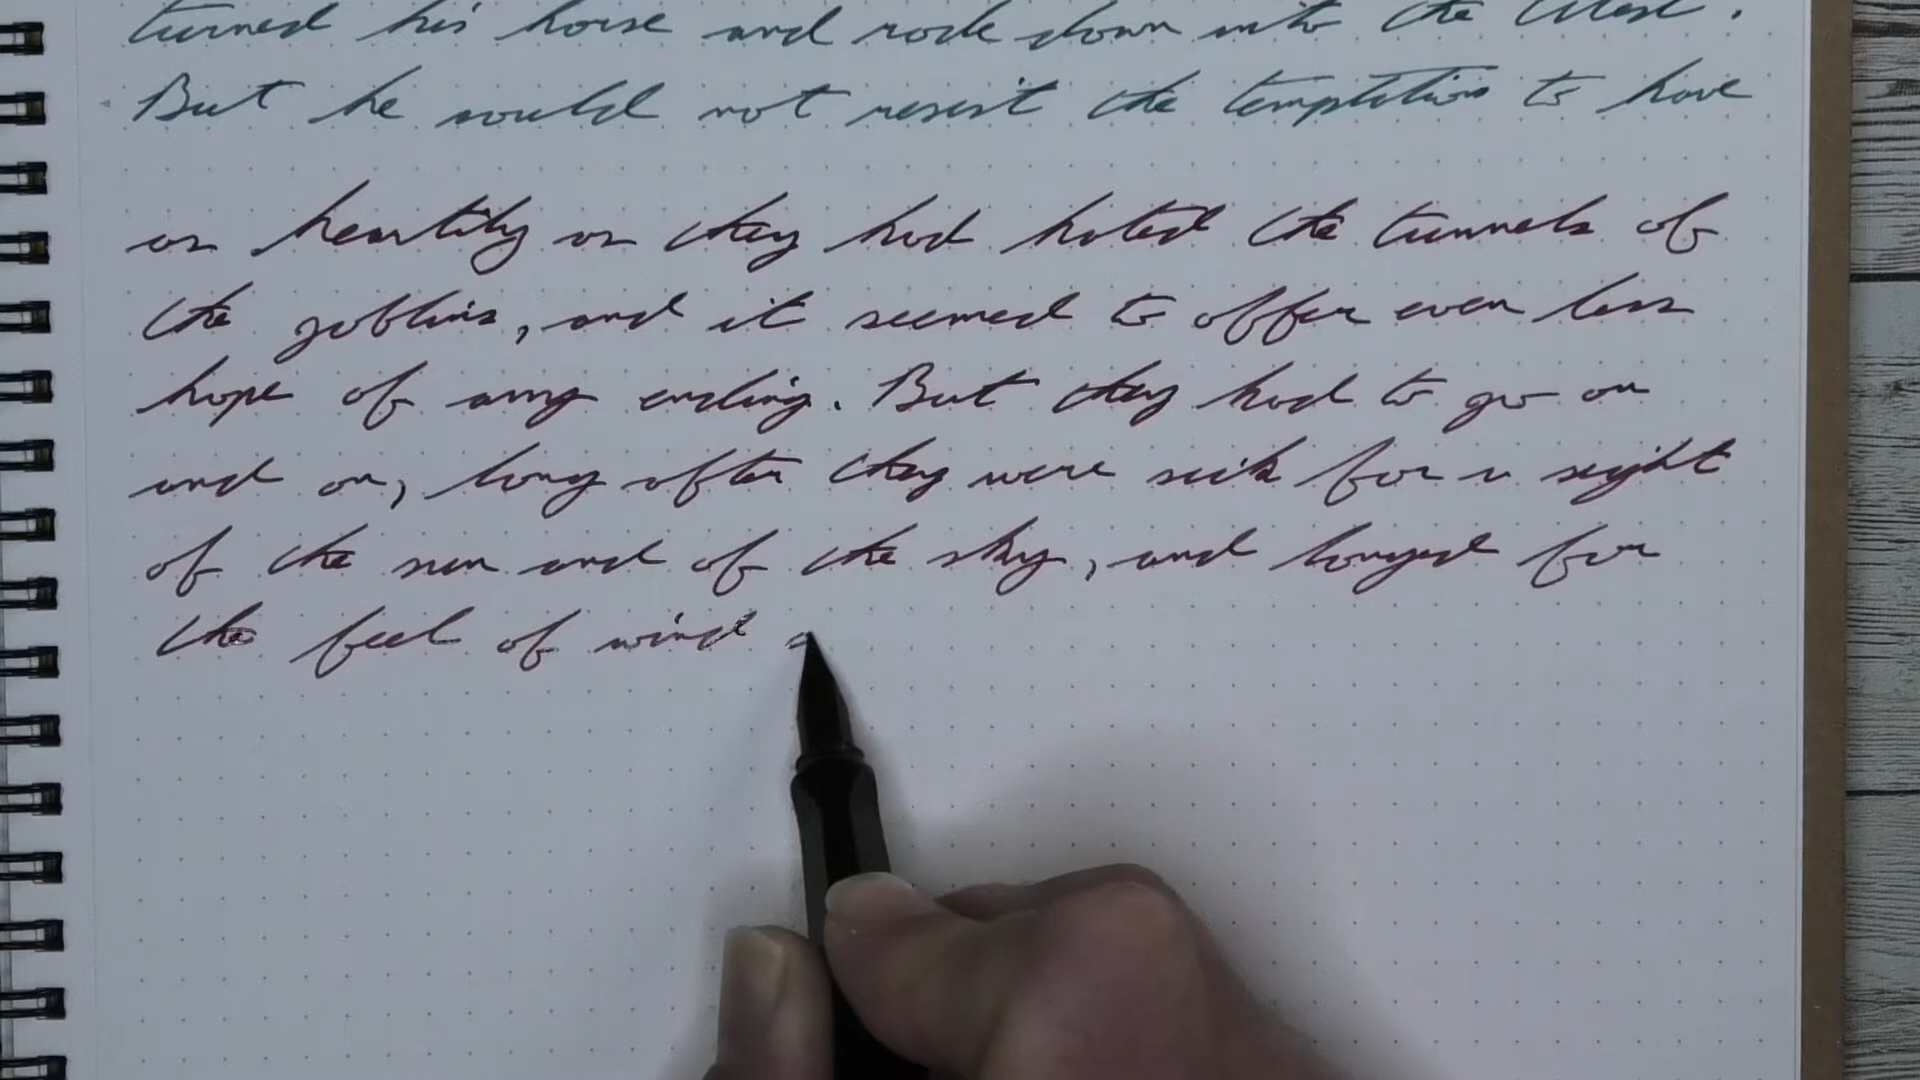 turned his horse and rode down into the West.
But he could not resist the temptation to have
as heartily as they had hated the tunnels of
the goblins, and it seemed to offer even less
hope of any ending. But they had to go on
and on, long after they were sick for a sight
of the sun and of the sky, and longed for
the feel of wind